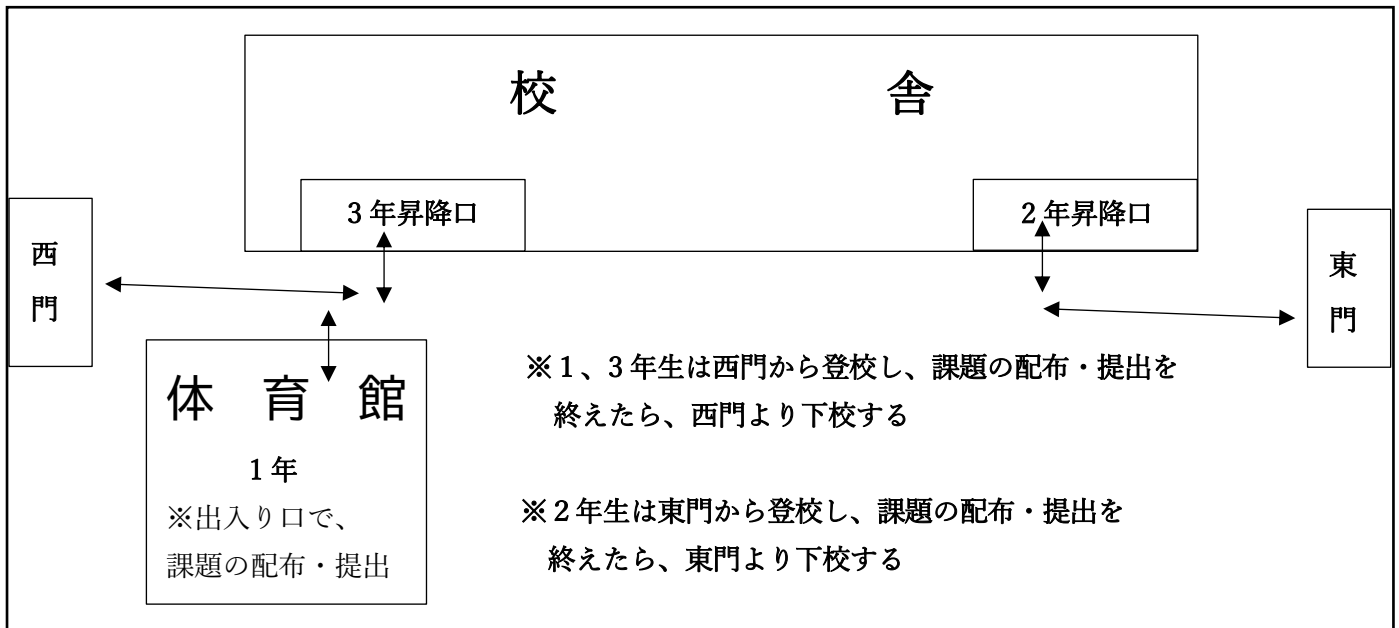 校　舎
３年昇降口
２年昇降口
西門
東門
体　育　館
１年
※出入り口で、
課題の配布・提出
※１、３年生は西門から登校し、課題の配布・提出を
終えたら、西門より下校する
※２年生は東門から登校し、課題の配布・提出を
終えたら、東門より下校する